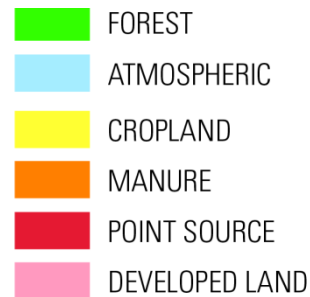 FOREST
ATMOSPHERIC
CROPLAND
MANURE
POINT SOURCE
DEVELOPED LAND